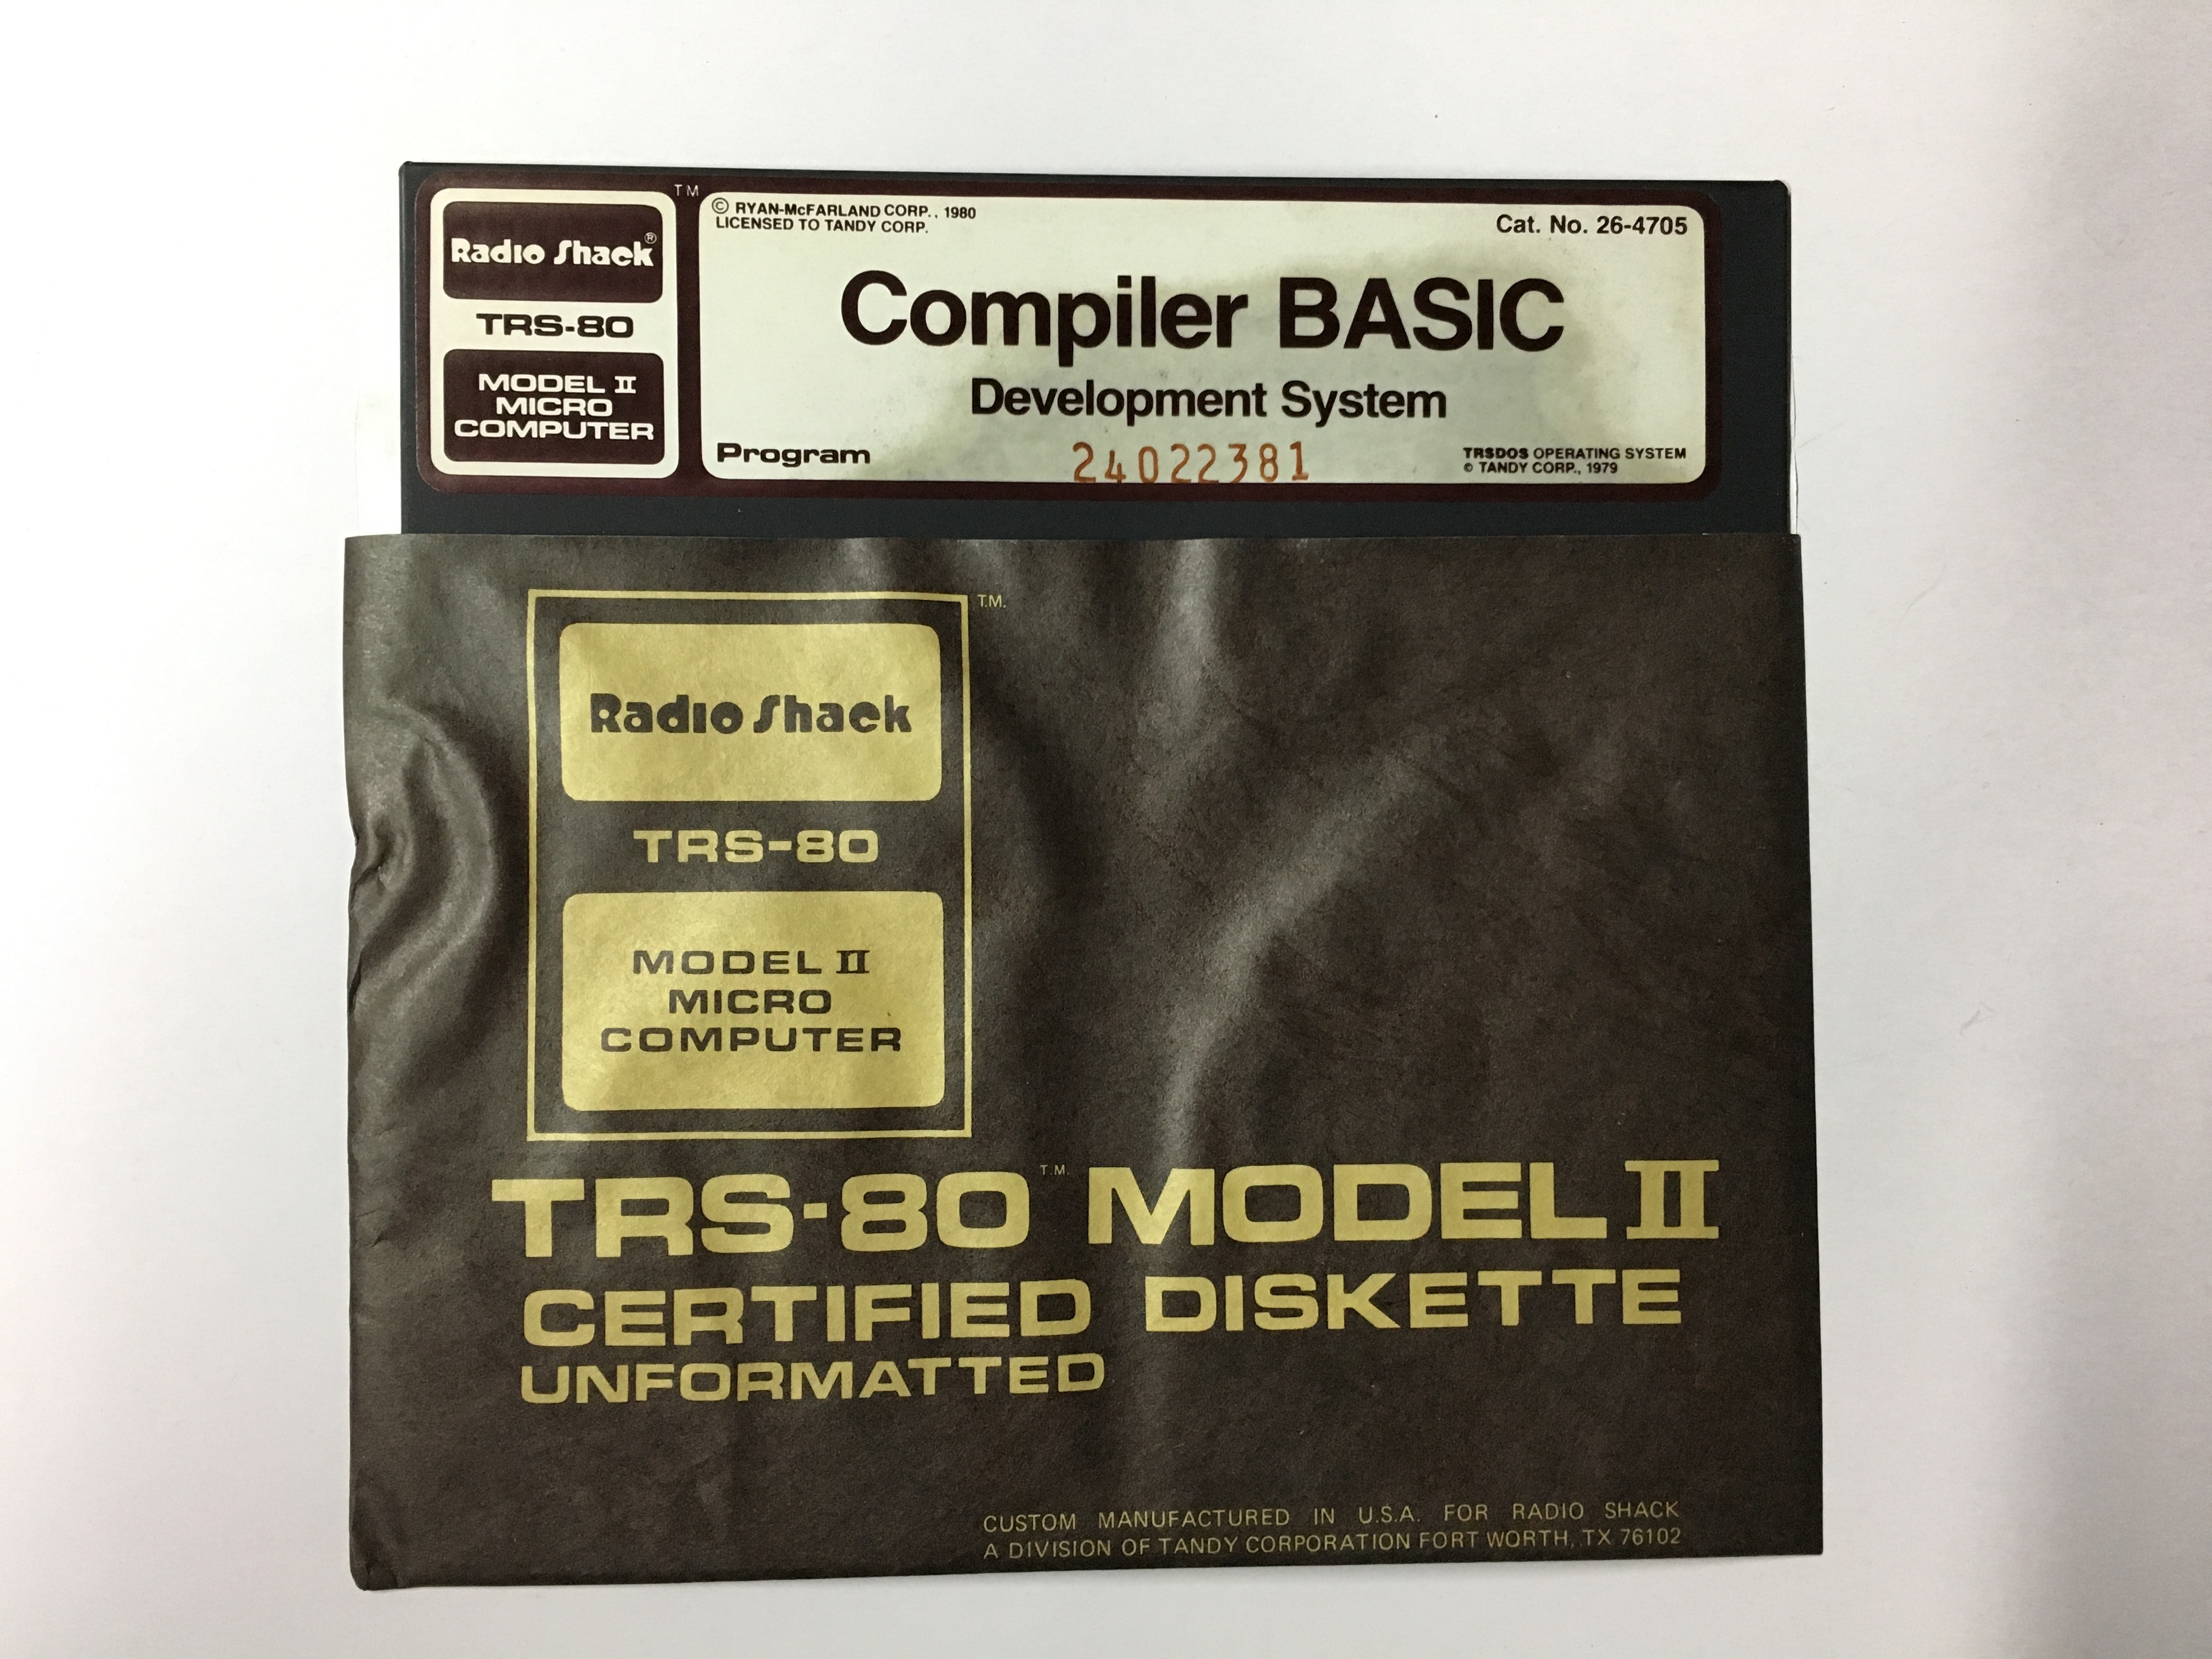 Radio Shack®
TRS-80
MODEL II
MICRO
COMPUTER
TM
© RYAN-McFARLAND CORP., 1980
LICENSED TO TANDY CORP.
Cat. No. 26-4705
Compiler BASIC
Development System
Program
24022381
TRSDOS OPERATING SYSTEM
© TANDY CORP., 1979
T.M.
Radio Shack
TRS-80
MODEL II
MICRO
COMPUTER
TRS-80 T.M. MODEL II
CERTIFIED DISKETTE
UNFORMATTED
CUSTOM MANUFACTURED IN U.S.A. FOR RADIO SHACK
A DIVISION OF TANDY CORPORATION FORT WORTH, TX 76102